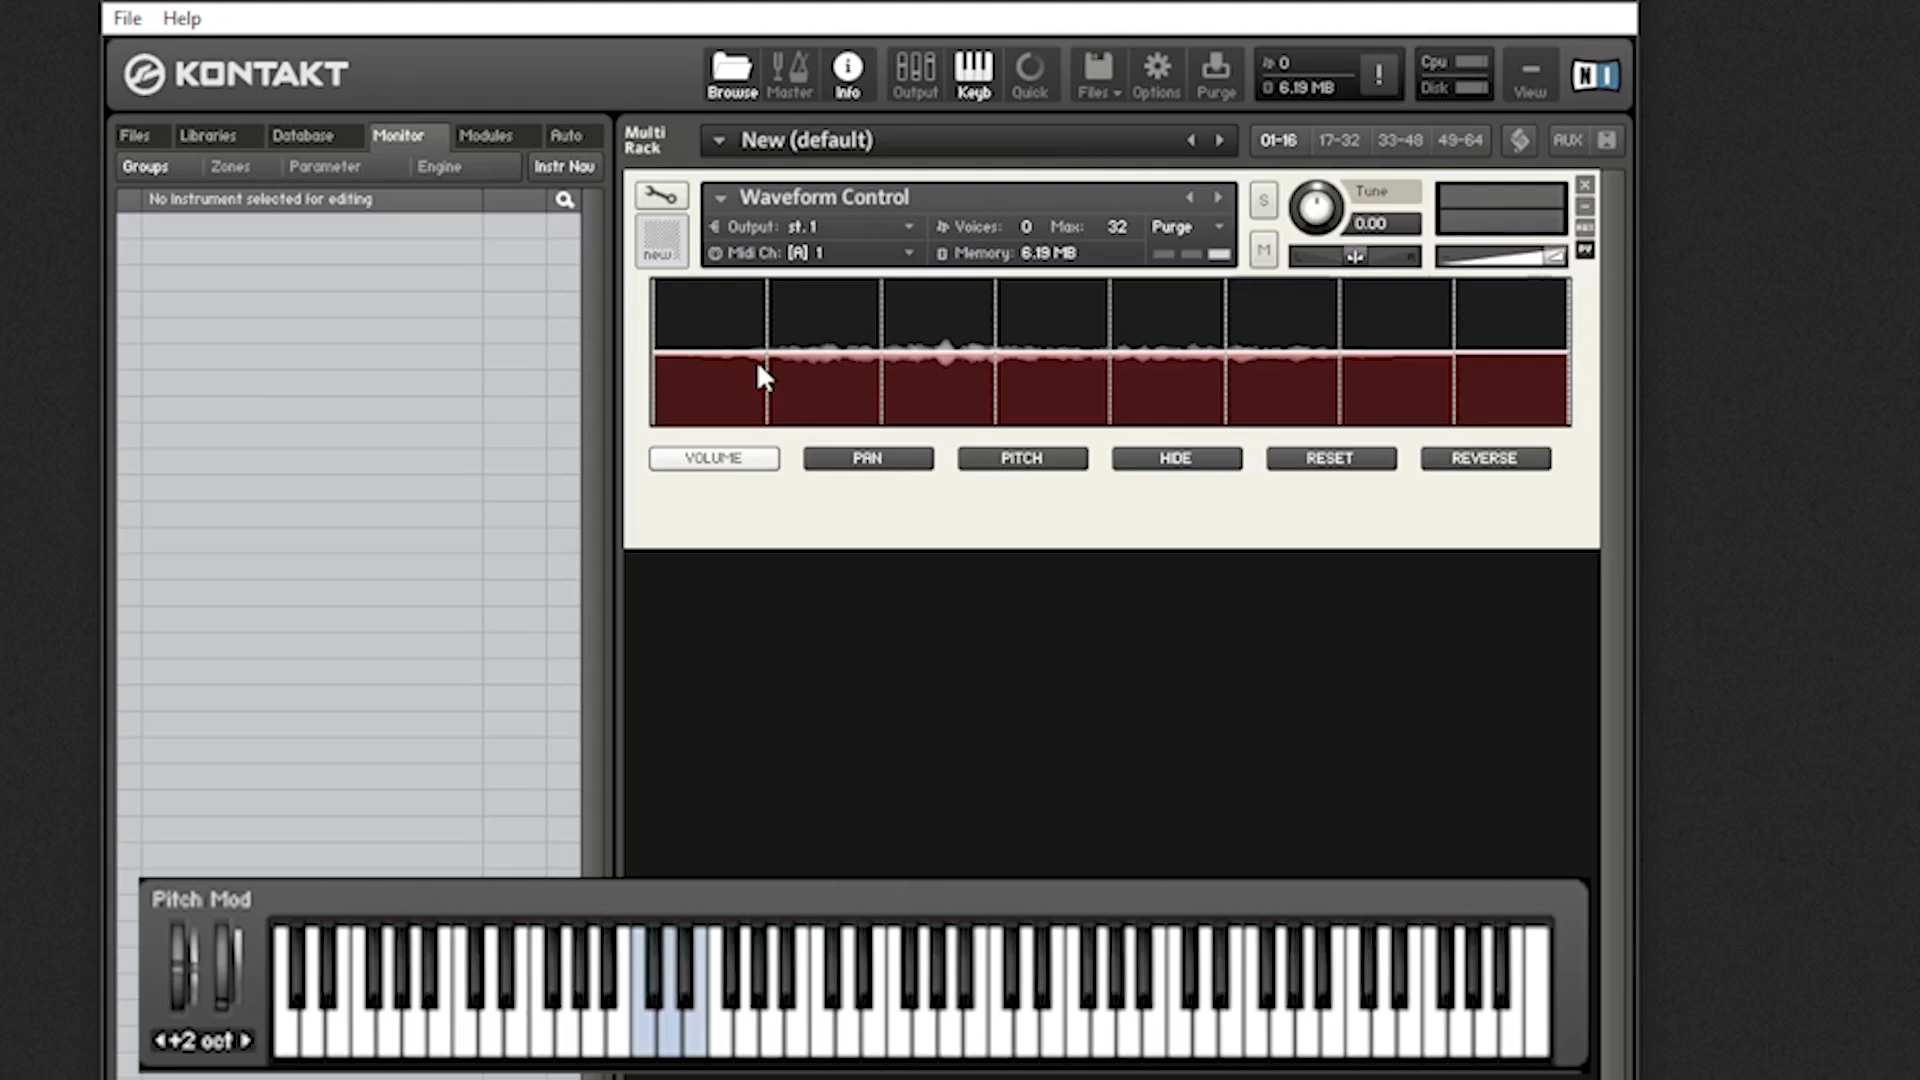 File Help
KONTAKT
Browse Master Info Output Keyb Quick Files Options Purge
0
6.19 MB
!
Cpu
Disk
View
NI
Files Libraries Database Monitor Modules Auto
Groups Zones Parameter Engine Instr Nav
No instrument selected for editing
Multi
Rack
New (default)
01-16 17-32 33-48 49-64
AUX
Waveform Control
Output: st. 1 Voices: 0 Max: 32 Purge
Midi Ch: [A] 1 Memory: 6.19 MB
new
S
M
Tune
0.00
L R
VOLUME PAN PITCH HIDE RESET REVERSE
Pitch Mod
+2 oct